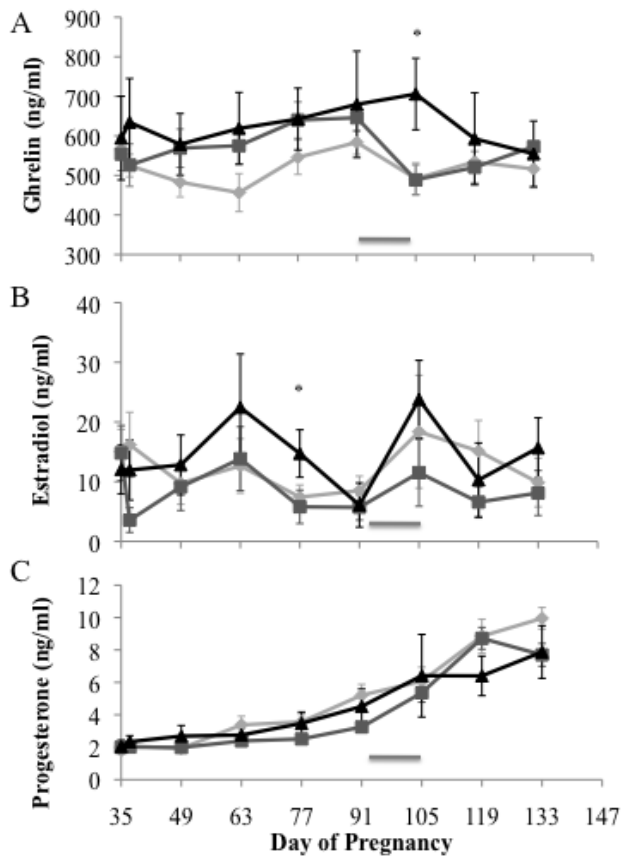 A
900
*
800
700
600
500
400
300
Ghrelin (ng/ml)
B
40
30
*
20
10
0
Estradiol (ng/ml)
C
12
10
8
6
4
2
0
Progesterone (ng/ml)
35 49 63 77 91 105 119 133 147
Day of Pregnancy